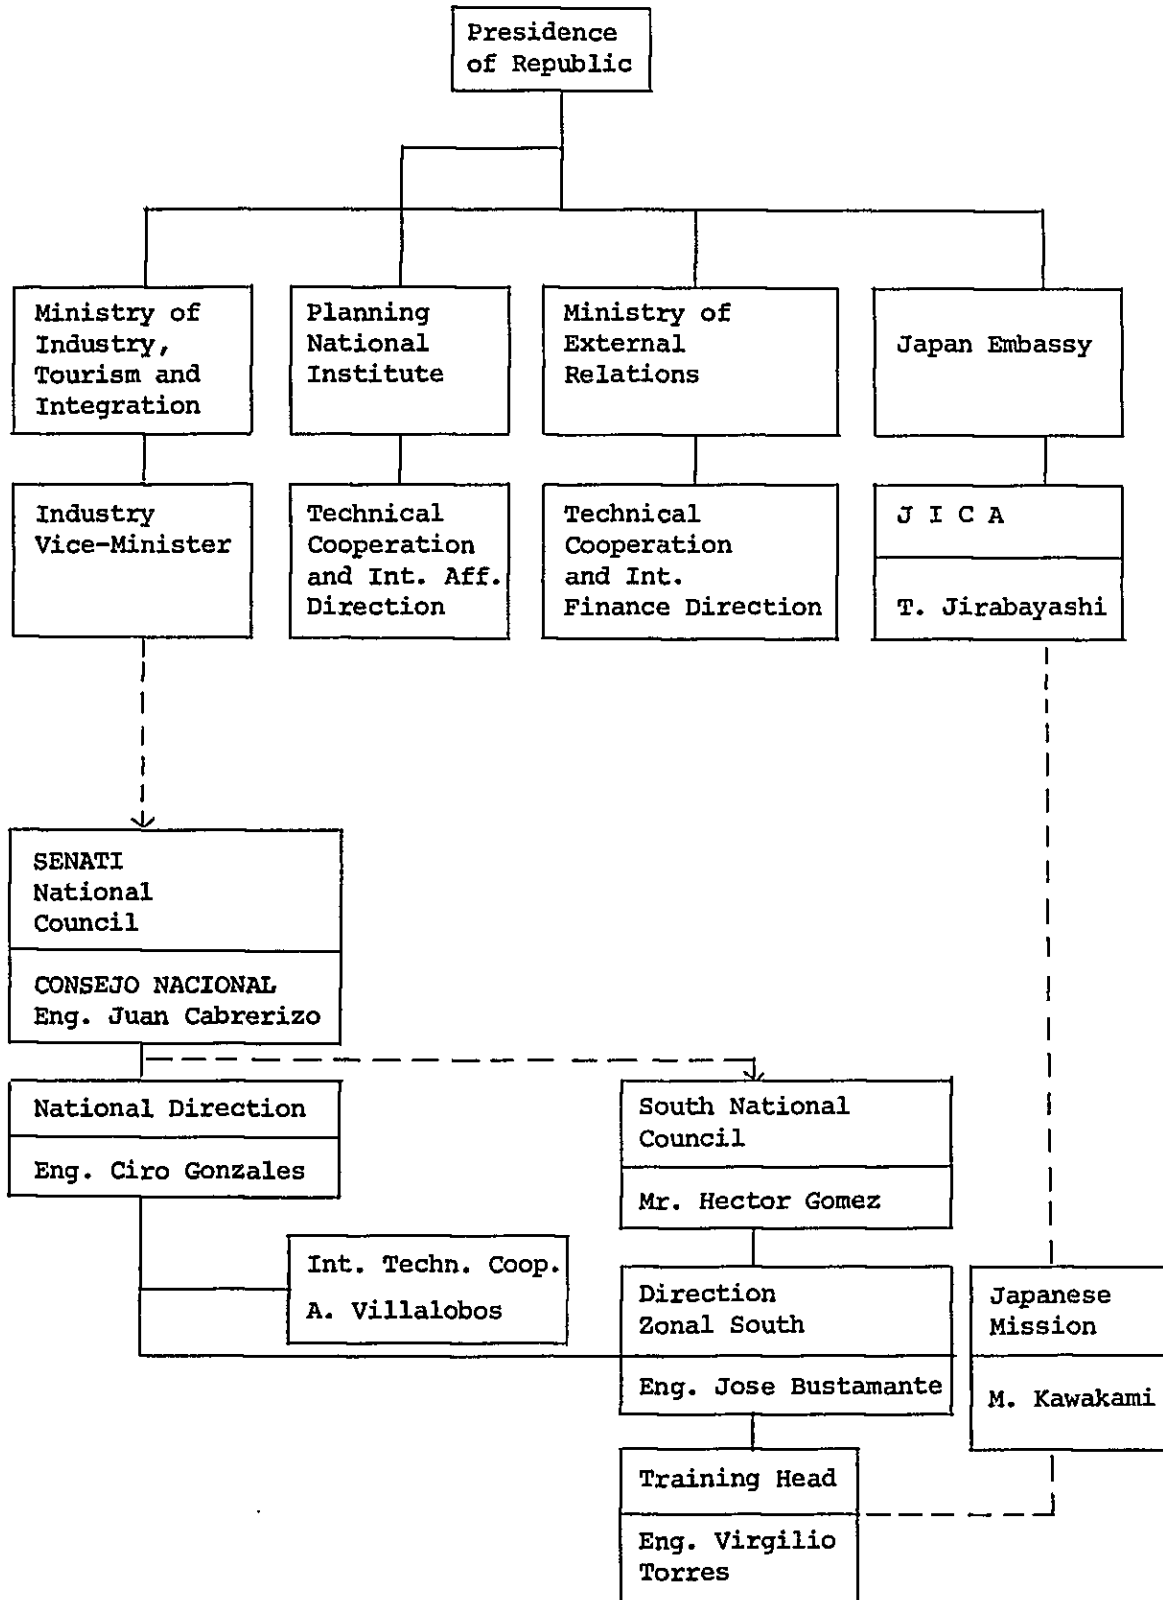 Presidence
of Republic
Ministry of
Industry,
Tourism and
Integration
Planning
National
Institute
Ministry of
External
Relations
Japan Embassy
Industry
Vice-Minister
Technical
Cooperation
and Int. Aff.
Direction
Technical
Cooperation
and Int.
Finance Direction
J I C A
T. Jirabayashi
SENATI
National
Council
CONSEJO NACIONAL
Eng. Juan Cabrerizo
National Direction
Eng. Ciro Gonzales
South National
Council
Mr. Hector Gomez
Int. Techn. Coop.
A. Villalobos
Direction
Zonal South
Eng. Jose Bustamante
Japanese
Mission
M. Kawakami
Training Head
Eng. Virgilio
Torres